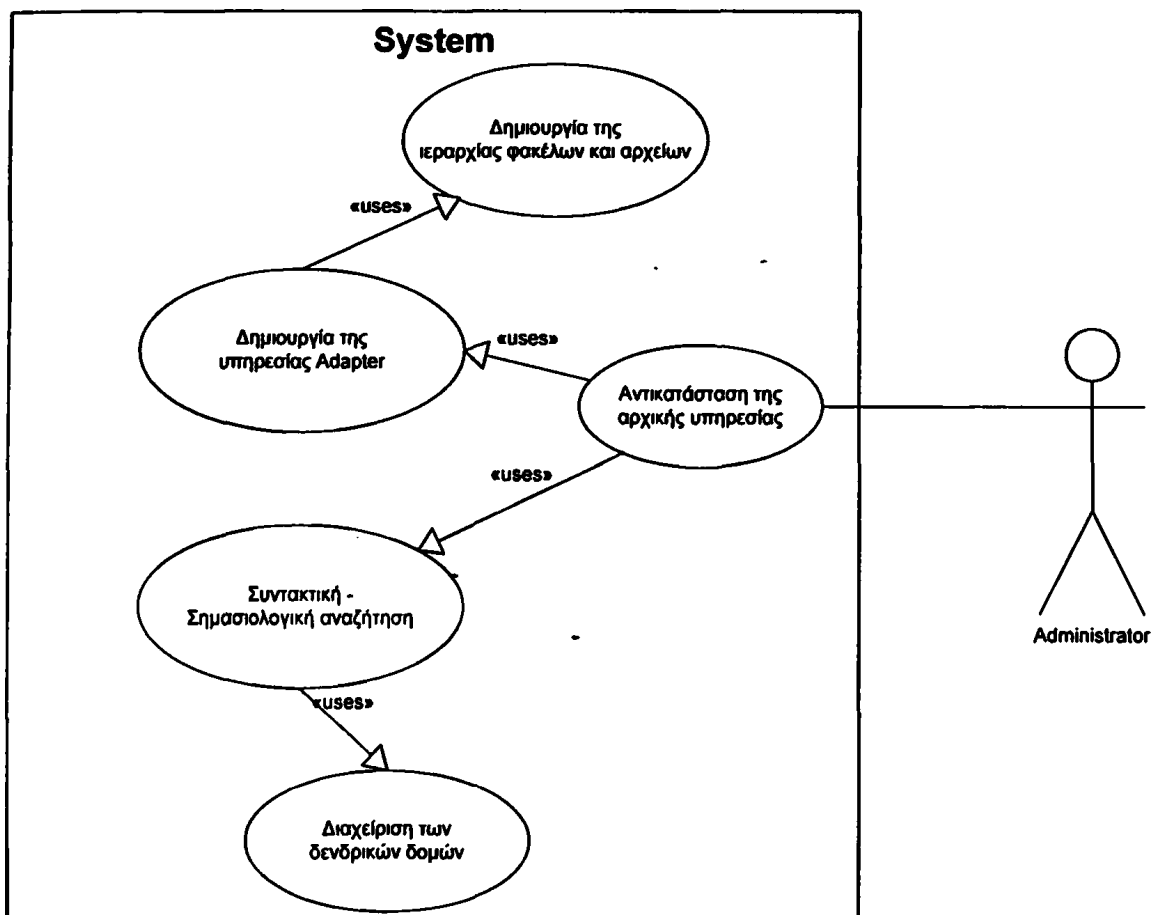 System
Δημιουργία της
ιεραρχίας φακέλων και αρχείων
«uses»
Δημιουργία της
υπηρεσίας Adapter
«uses»
Αντικατάσταση της
αρχικής υπηρεσίας
«uses»
Συντακτική -
Σημασιολογική αναζήτηση
Administrator
«uses»
Διαχείριση των
δενδρικών δομών